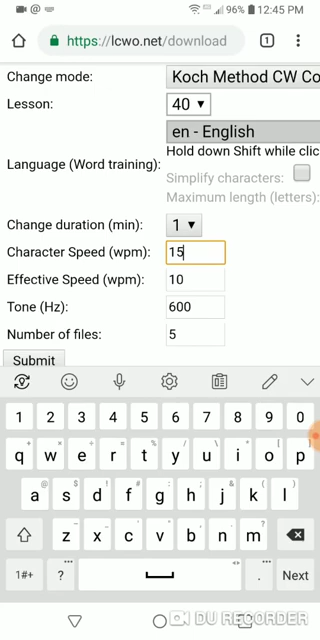 96% 12:45 PM
https://lcwo.net/download 1
Change mode: Koch Method CW Co
Lesson: 40
en - English
Hold down Shift while clic
Language (Word training):
Simplify characters:
Maximum length (letters):
Change duration (min): 1
Character Speed (wpm): 15
Effective Speed (wpm): 10
Tone (Hz): 600
Number of files: 5
Submit
1 2 3 4 5 6 7 8 9 0
q w e r t y u i o p
a s d f g h j k l
z x c v b n m
1#+ ? . Next
DU RECORDER